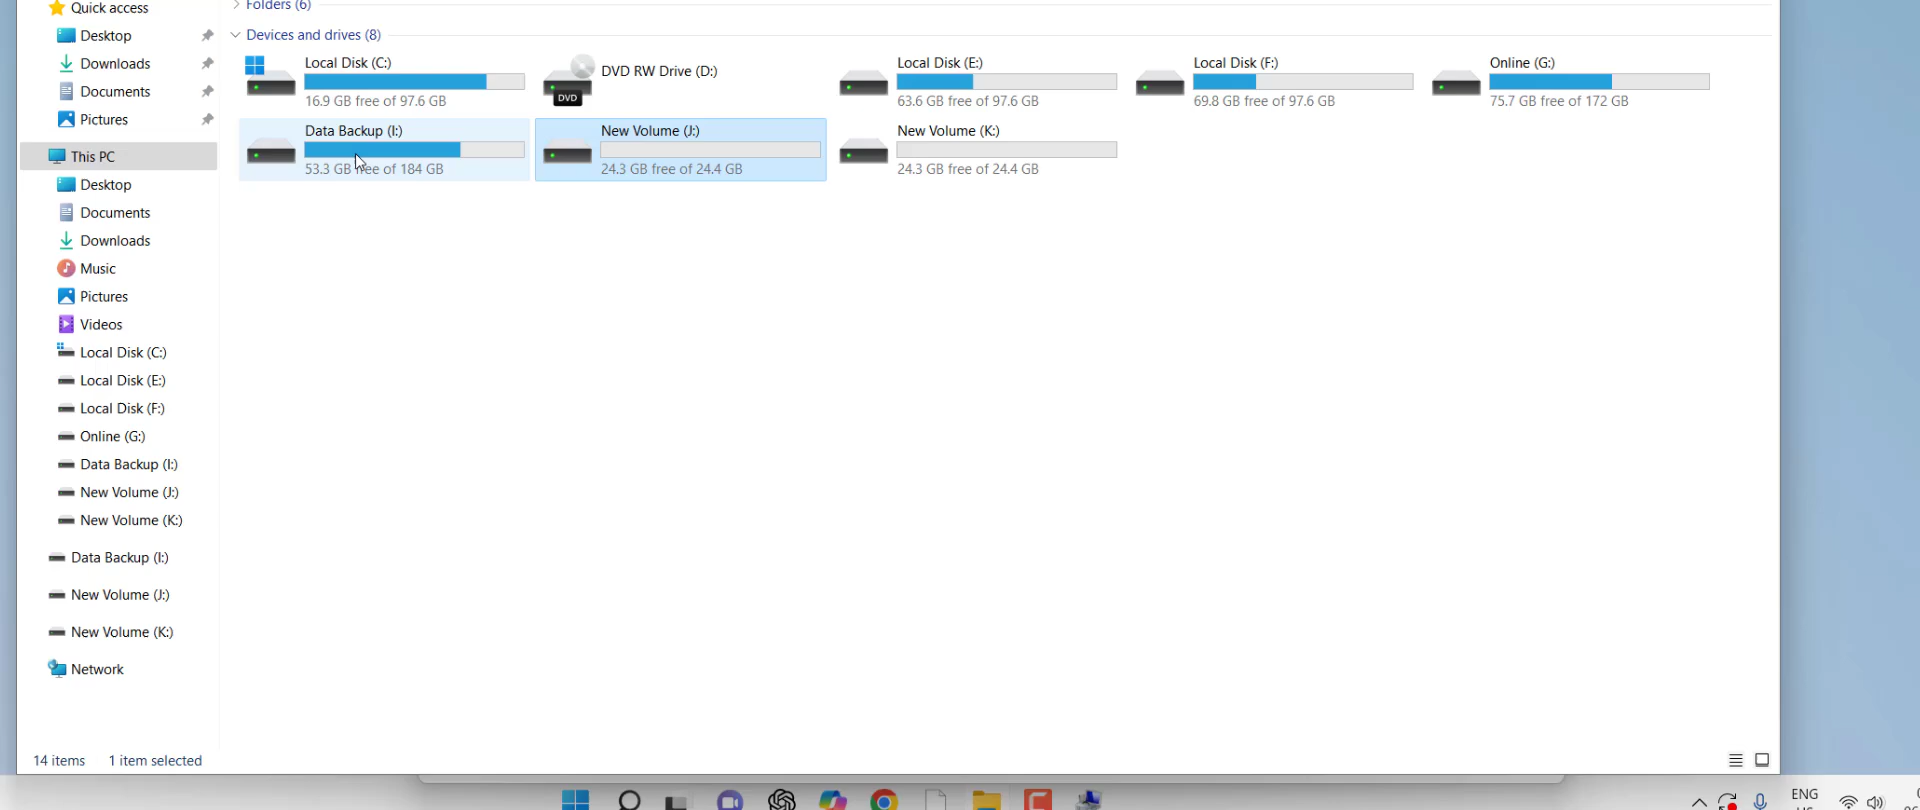 Quick access
Desktop
Downloads
Documents
Pictures
This PC
Desktop
Documents
Downloads
Music
Pictures
Videos
Local Disk (C:)
Local Disk (E:)
Local Disk (F:)
Online (G:)
Data Backup (I:)
New Volume (J:)
New Volume (K:)
Data Backup (I:)
New Volume (J:)
New Volume (K:)
Network
Folders (6)
Devices and drives (8)
Local Disk (C:)
16.9 GB free of 97.6 GB
DVD RW Drive (D:)
DVD
Local Disk (E:)
63.6 GB free of 97.6 GB
Local Disk (F:)
69.8 GB free of 97.6 GB
Online (G:)
75.7 GB free of 172 GB
Data Backup (I:)
53.3 GB free of 184 GB
New Volume (J:)
24.3 GB free of 24.4 GB
New Volume (K:)
24.3 GB free of 24.4 GB
14 items 1 item selected
ENG